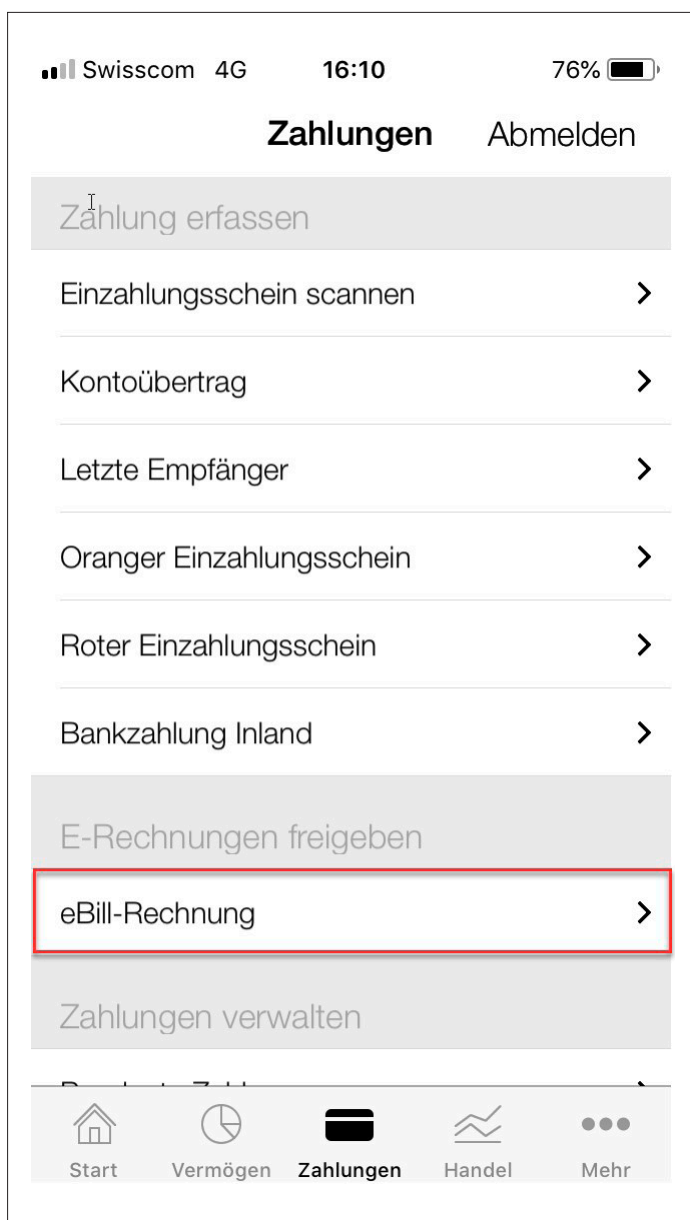 Swisscom 4G 16:10 76%
Zahlungen Abmelden
Zahlung erfassen
Einzahlungsschein scannen
Kontoübertrag
Letzte Empfänger
Oranger Einzahlungsschein
Roter Einzahlungsschein
Bankzahlung Inland
E-Rechnungen freigeben
eBill-Rechnung
Zahlungen verwalten
Start Vermögen Zahlungen Handel Mehr